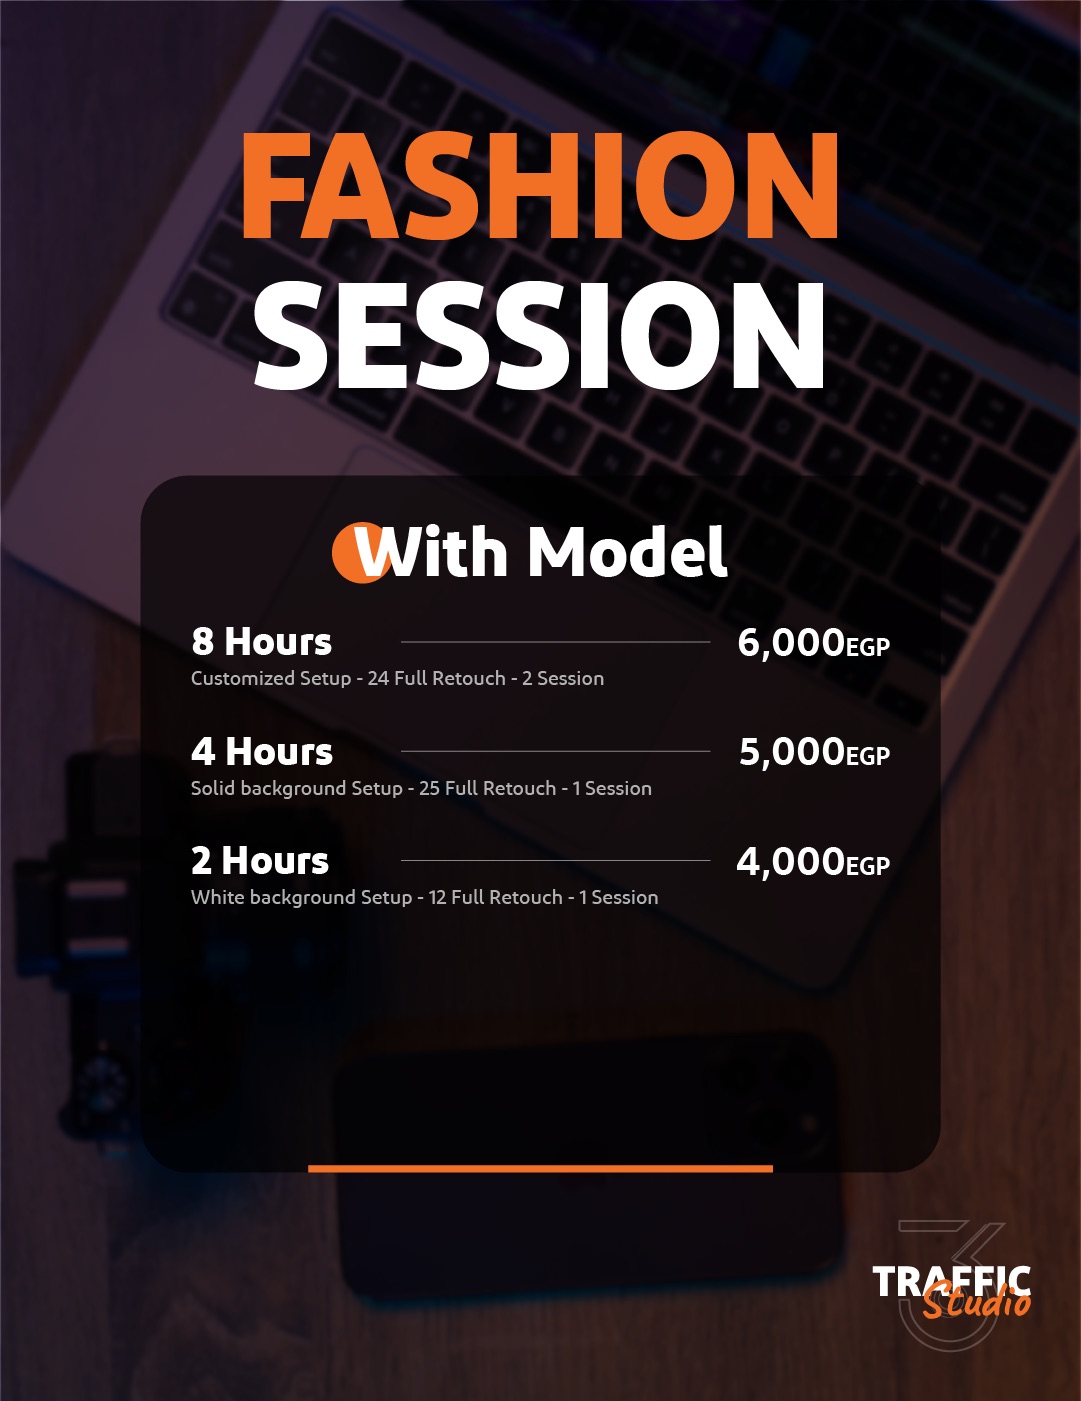 FASHION
SESSION
With Model
8 Hours 6,000EGP
Customized Setup - 24 Full Retouch - 2 Session
4 Hours 5,000EGP
Solid background Setup - 25 Full Retouch - 1 Session
2 Hours 4,000EGP
White background Setup - 12 Full Retouch - 1 Session
3
TRAFFIC
Studio